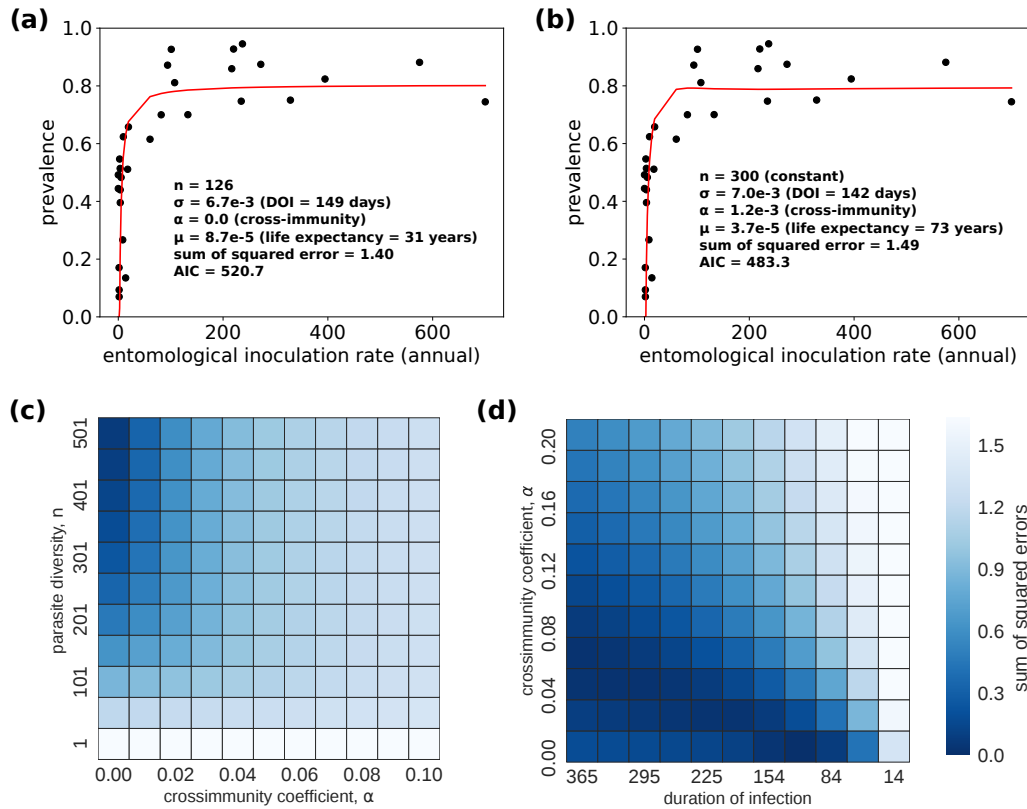 (a)
1.0
0.8
0.6
0.4
0.2
0.0
prevalence
n = 126
σ = 6.7e-3 (DOI = 149 days)
α = 0.0 (cross-immunity)
μ = 8.7e-5 (life expectancy = 31 years)
sum of squared error = 1.40
AIC = 520.7
0 200 400 600
entomological inoculation rate (annual)
(b)
1.0
0.8
0.6
0.4
0.2
0.0
prevalence
n = 300 (constant)
σ = 7.0e-3 (DOI = 142 days)
α = 1.2e-3 (cross-immunity)
μ = 3.7e-5 (life expectancy = 73 years)
sum of squared error = 1.49
AIC = 483.3
0 200 400 600
entomological inoculation rate (annual)
(c)
501
401
301
201
101
1
parasite diversity, n
0.00 0.02 0.04 0.06 0.08 0.10
crossimmunity coefficient, α
(d)
0.20
0.16
0.12
0.08
0.04
0.00
crossimmunity coefficient, α
365 295 225 154 84 14
duration of infection
1.5
1.2
0.9
0.6
0.3
0.0
sum of squared errors